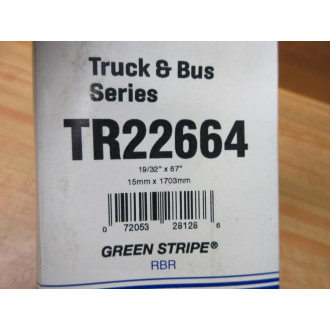 Truck & Bus
Series
TR22664
19/32" x 67"
15mm x 1703mm
0 72053 28128 6
GREEN STRIPE®
RBR